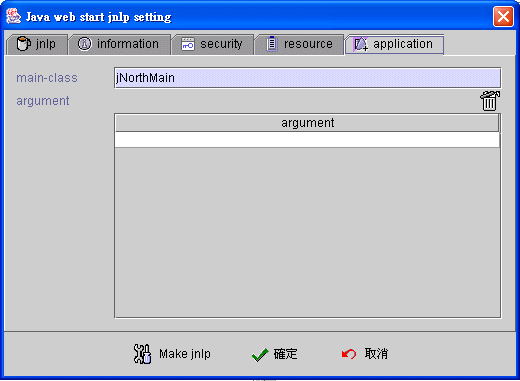 Java web start jnlp setting
jnlp information security resource application
main-class jNorthMain
argument
argument
Make jnlp 確定 取消